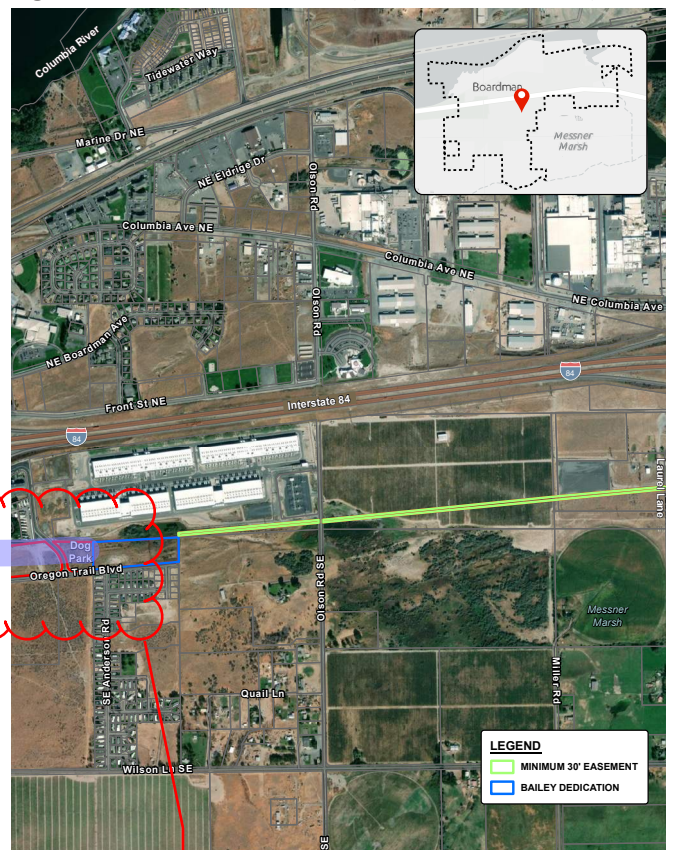 Columbia River
Tidewater Way
Marine Dr NE
NE Eldrige Dr
Olson Rd
Columbia Ave NE
Columbia Ave NE
NE Columbia Ave
Olson Rd
NE Boardman Ave
Front St NE
Interstate 84
84
84
Boardman
Messner
Marsh
Laurel Lane
Dog
Park
Oregon Trail Blvd
Olson Rd SE
SE Anderson Rd
Messner
Marsh
Quail Ln
Miller Rd
Wilson Ln SE
SE
LEGEND
MINIMUM 30' EASEMENT
BAILEY DEDICATION